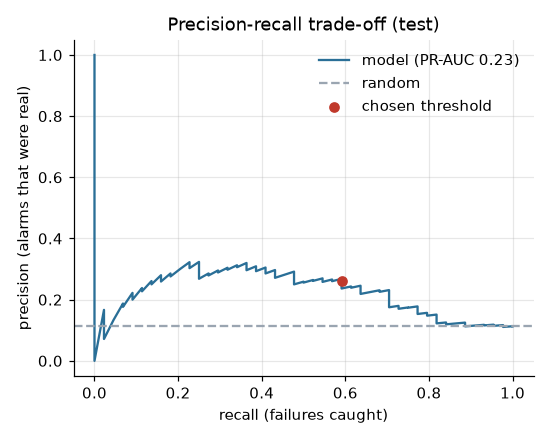 Precision-recall trade-off (test)
model (PR-AUC 0.23)
random
chosen threshold
precision (alarms that were real)
1.0
0.8
0.6
0.4
0.2
0.0
0.0 0.2 0.4 0.6 0.8 1.0
recall (failures caught)